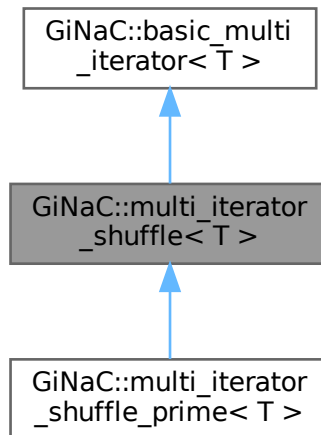 GiNaC::basic_multi
_iterator< T >
GiNaC::multi_iterator
_shuffle< T >
GiNaC::multi_iterator
_shuffle_prime< T >